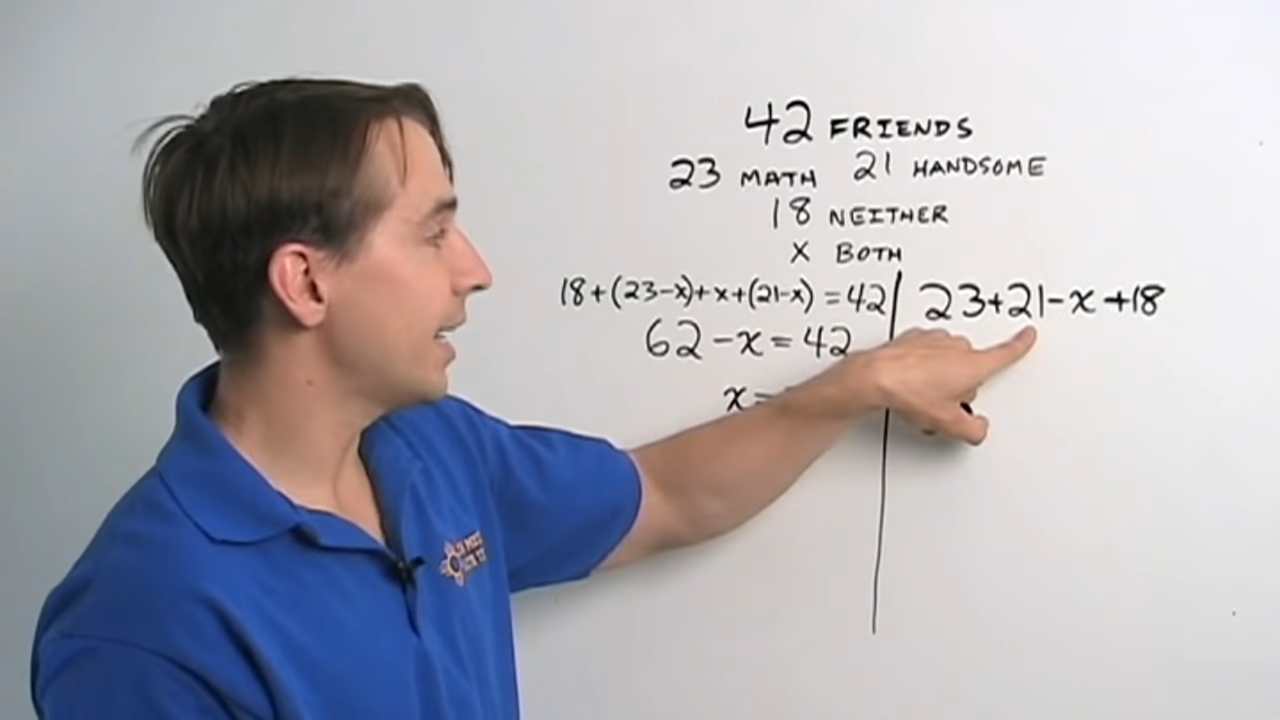 42 FRIENDS
23 MATH 21 HANDSOME
18 NEITHER
X BOTH
18+(23-x)+x+(21-x)=42
62-x=42
x=
23+21-x+18